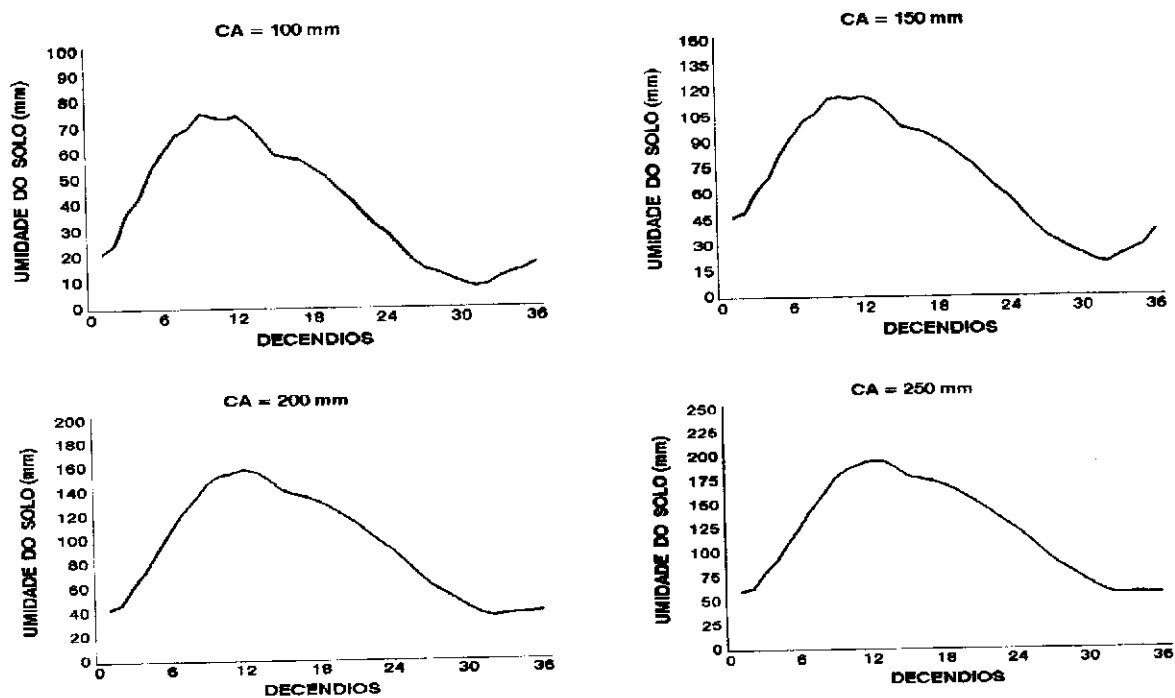 CA = 100 mm
UMIDADE DO SOLO (mm)
100
90
80
70
60
50
40
30
20
10
0
0 6 12 18 24 30 36
DECENDIOS
CA = 150 mm
UMIDADE DO SOLO (mm)
150
135
120
105
90
75
60
45
30
15
0
0 6 12 18 24 30 36
DECENDIOS
CA = 200 mm
UMIDADE DO SOLO (mm)
200
180
160
140
120
100
80
60
40
20
0
0 6 12 18 24 30 36
DECENDIOS
CA = 250 mm
UMIDADE DO SOLO (mm)
250
225
200
175
150
125
100
75
50
25
0
0 6 12 18 24 30 36
DECENDIOS